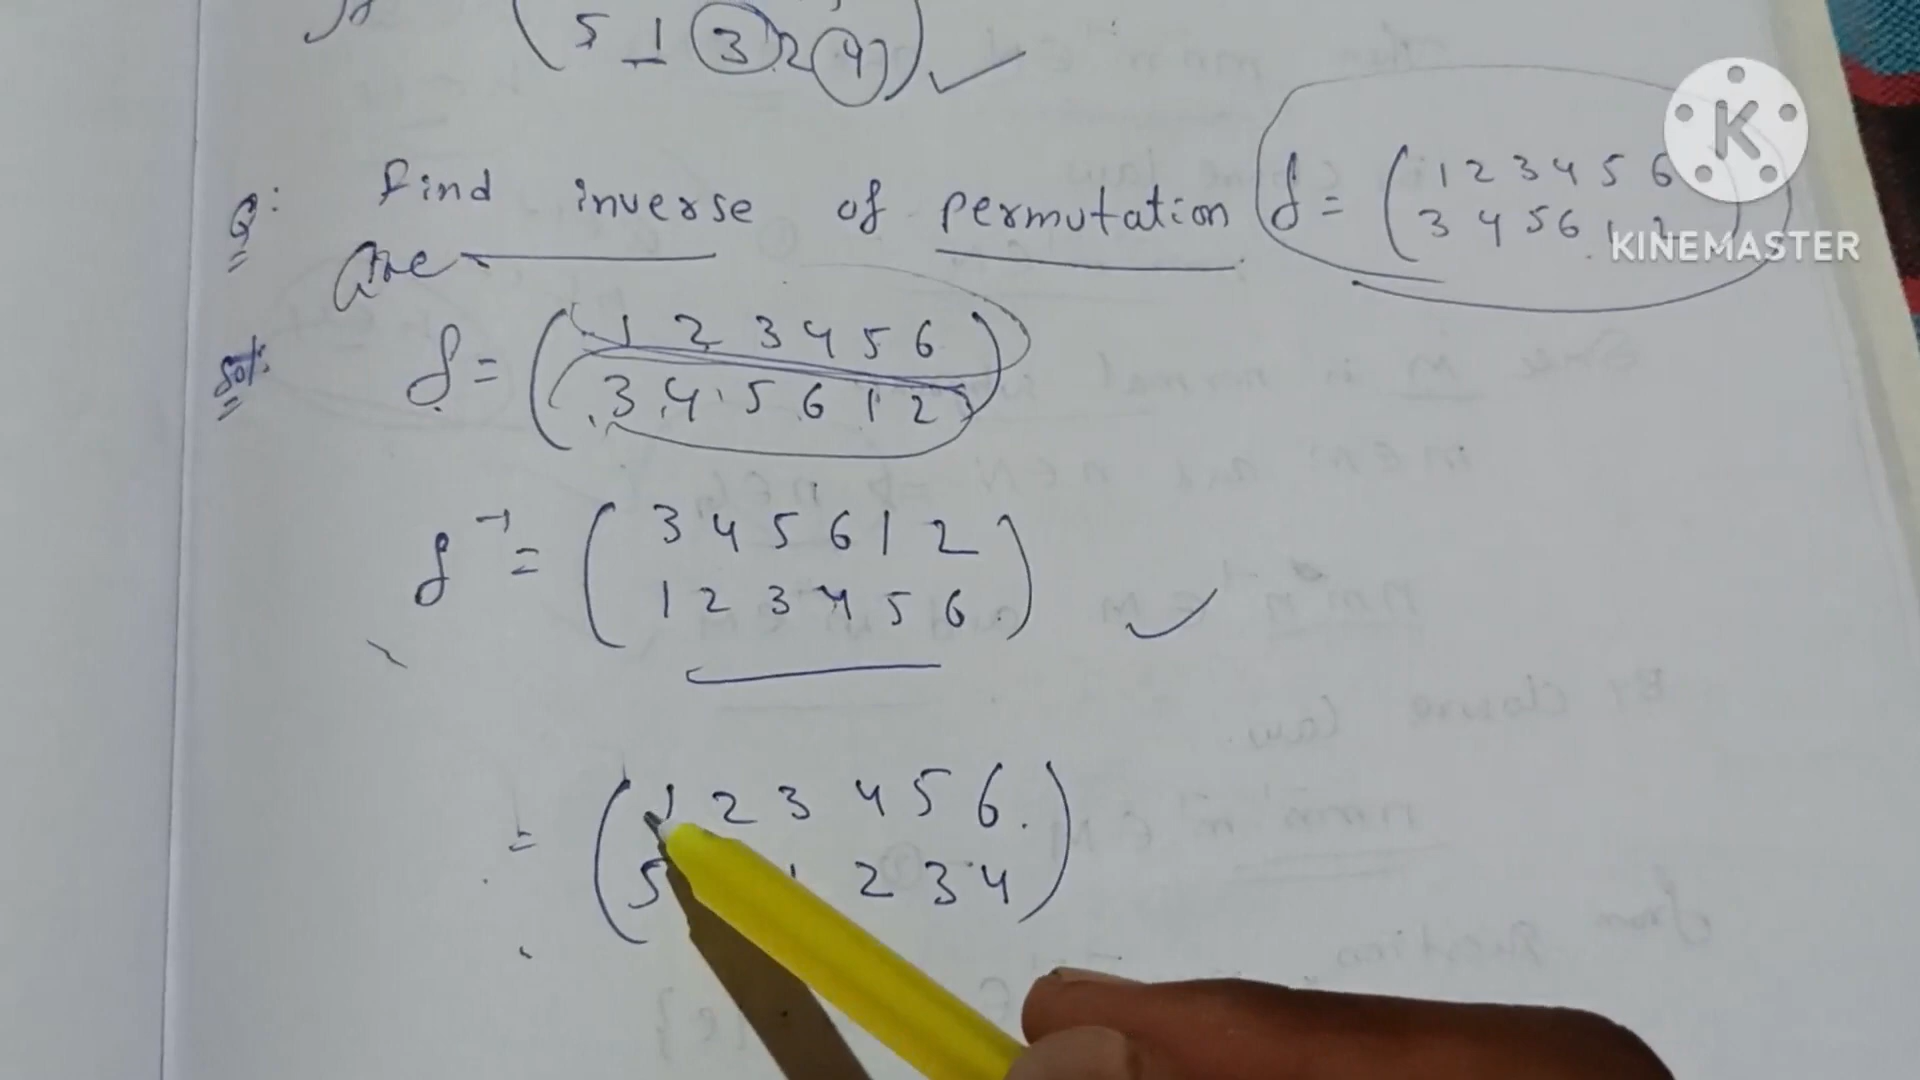 ( 5 1 3 2 4 )
Q: Find inverse of permutation f = ( 1 2 3 4 5 6
3 4 5 6 1 2 )
are
Sol: f = ( 1 2 3 4 5 6
3 4 5 6 1 2 )
f⁻¹ = ( 3 4 5 6 1 2
1 2 3 4 5 6 )
= ( 1 2 3 4 5 6
5 1 2 3 4 )
K
KINEMASTER